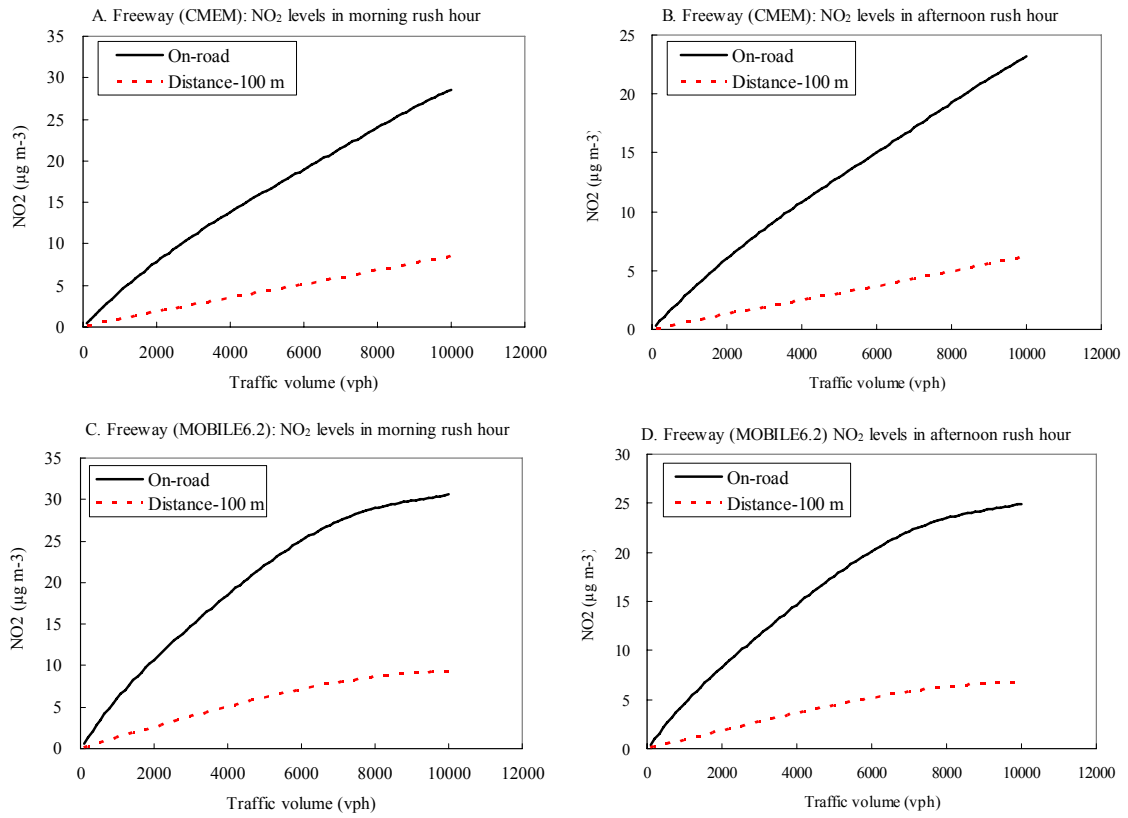 A. Freeway (CMEM): NO₂ levels in morning rush hour
35
30
25
20
15
10
5
0
NO2 (µg m-3)
On-road
Distance-100 m
0 2000 4000 6000 8000 10000 12000
Traffic volume (vph)
B. Freeway (CMEM): NO₂ levels in afternoon rush hour
25
20
15
10
5
0
NO2 (µg m-3)
On-road
Distance-100 m
0 2000 4000 6000 8000 10000 12000
Traffic volume (vph)
C. Freeway (MOBILE6.2): NO₂ levels in morning rush hour
35
30
25
20
15
10
5
0
NO2 (µg m-3)
On-road
Distance-100 m
0 2000 4000 6000 8000 10000 12000
Traffic volume (vph)
D. Freeway (MOBILE6.2) NO₂ levels in afternoon rush hour
30
25
20
15
10
5
0
NO2 (µg m-3)
On-road
Distance-100 m
0 2000 4000 6000 8000 10000 12000
Traffic volume (vph)